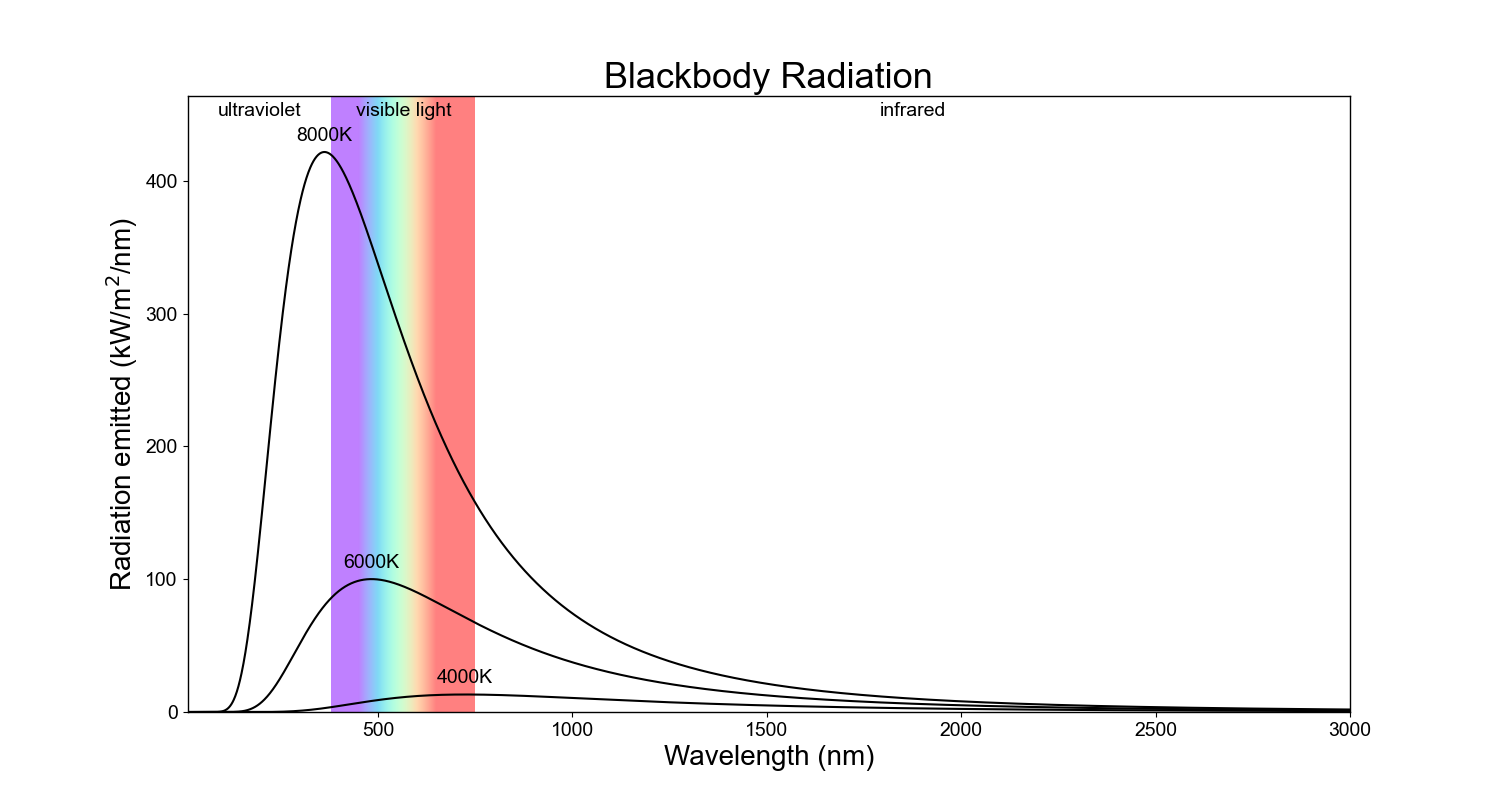 Blackbody Radiation
ultraviolet
visible light
infrared
8000K
6000K
4000K
Radiation emitted (kW/m²/nm)
400
300
200
100
0
500
1000
1500
2000
2500
3000
Wavelength (nm)